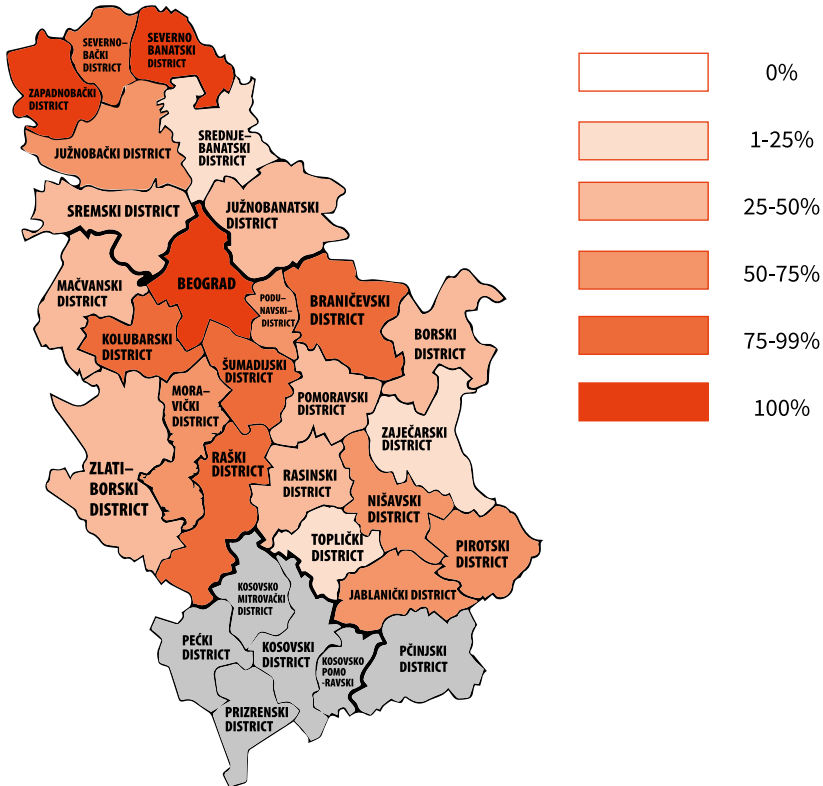 SEVERNO–
BAČKI
DISTRICT
SEVERNO
BANATSKI
DISTRICT
ZAPADNOBAČKI
DISTRICT
JUŽNOBAČKI DISTRICT
SREDNJE–
BANATSKI
DISTRICT
SREMSKI DISTRICT
JUŽNOBANATSKI
DISTRICT
MAČVANSKI
DISTRICT
BEOGRAD
PODU–
NAVSKI–
DISTRICT
BRANIČEVSKI
DISTRICT
BORSKI
DISTRICT
KOLUBARSKI
DISTRICT
ŠUMADIJSKI
DISTRICT
MORA–
VIČKI
DISTRICT
POMORAVSKI
DISTRICT
ZAJEČARSKI
DISTRICT
ZLATI–
BORSKI
DISTRICT
RAŠKI
DISTRICT
RASINSKI
DISTRICT
NIŠAVSKI
DISTRICT
TOPLIČKI
DISTRICT
PIROTSKI
DISTRICT
JABLANIČKI DISTRICT
KOSOVSKO
MITROVAČKI
DISTRICT
PEĆKI
DISTRICT
KOSOVSKI
DISTRICT
KOSOVSKO
POMO
-RAVSKI
PČINJSKI
DISTRICT
PRIZRENSKI
DISTRICT
0%
1-25%
25-50%
50-75%
75-99%
100%